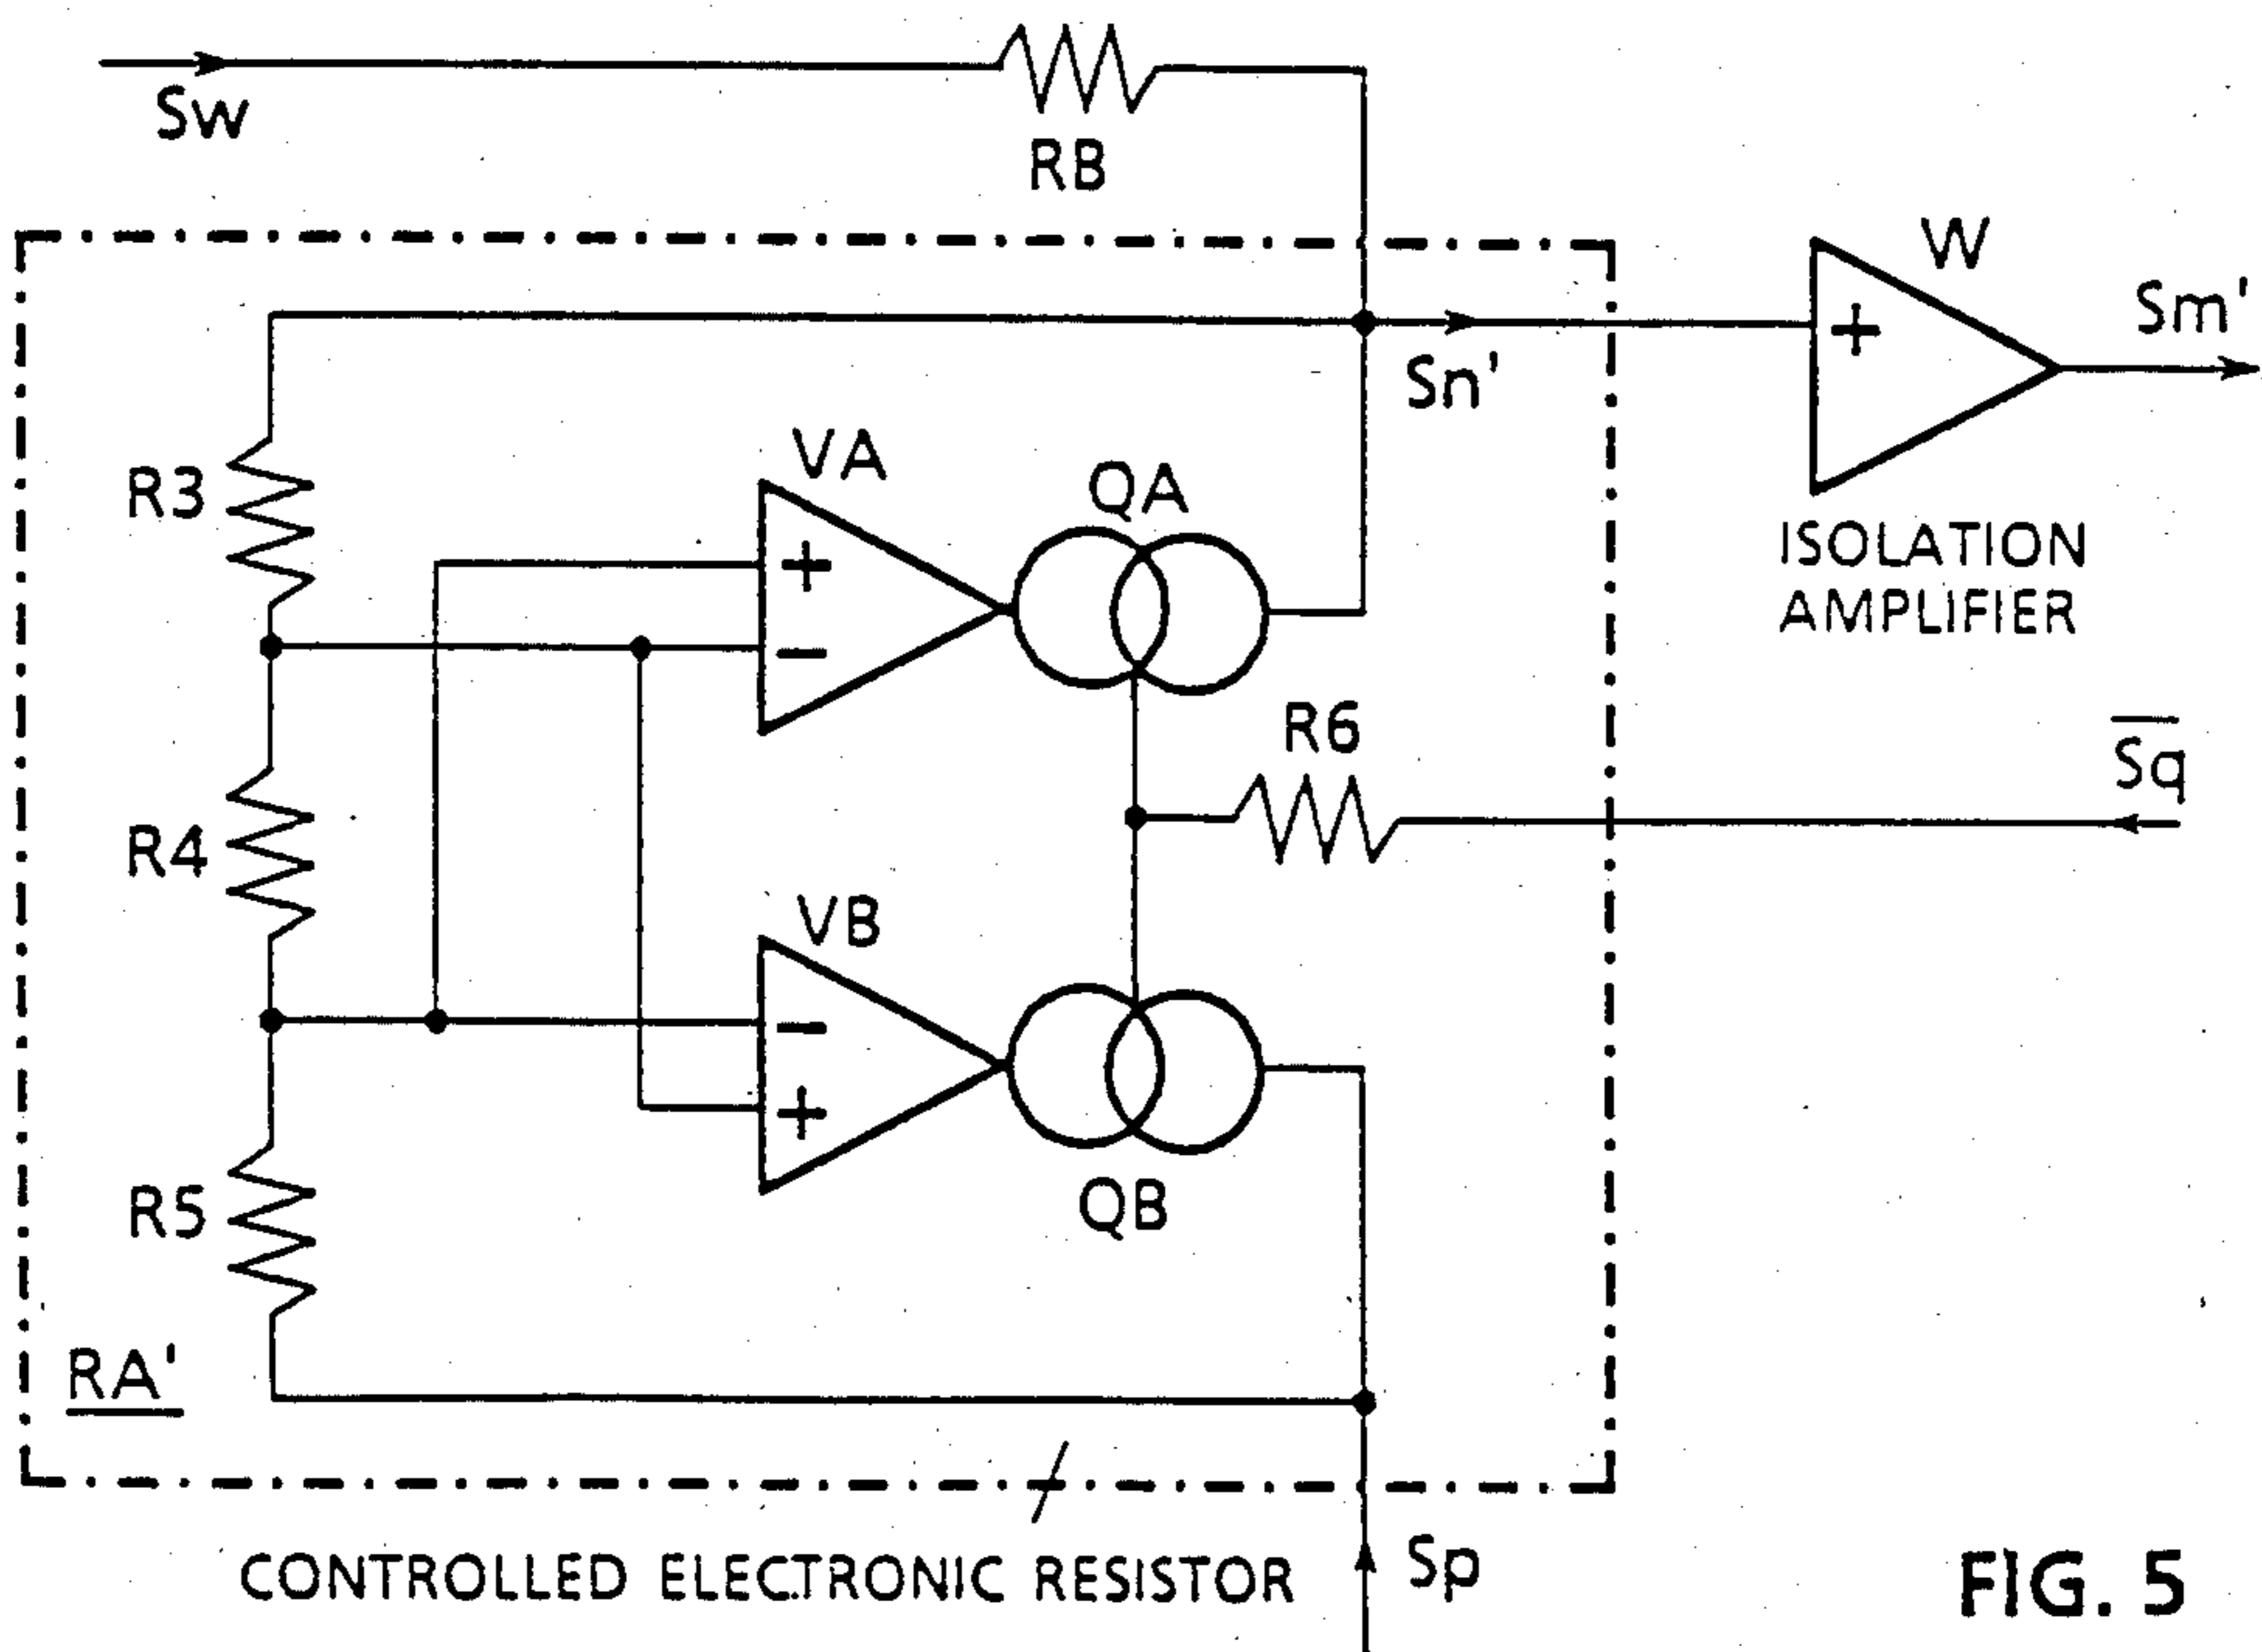 Sw
RB
W
+
Sm'
Sn'
ISOLATION
AMPLIFIER
R3
VA
QA
+
−
R6
S̅q̅
R4
VB
−
+
QB
R5
RA'
CONTROLLED ELECTRONIC RESISTOR
Sp
FIG. 5